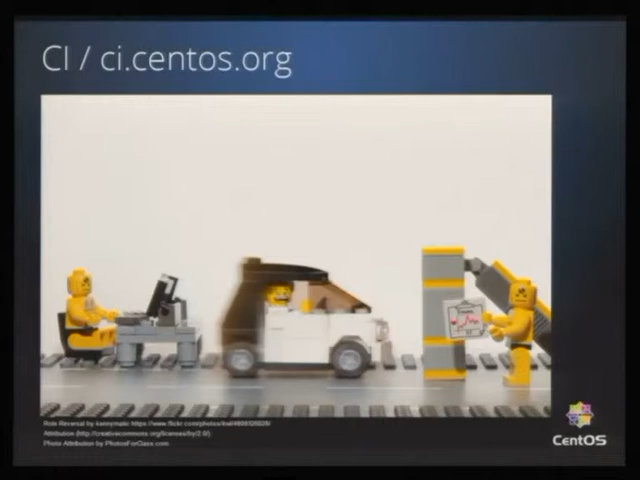 CI / ci.centos.org
Role Reversal by
Attribution (http://creativecommons.org/licenses/by/2.0/)
Photo Attribution by PhotosForClass.com
CentOS